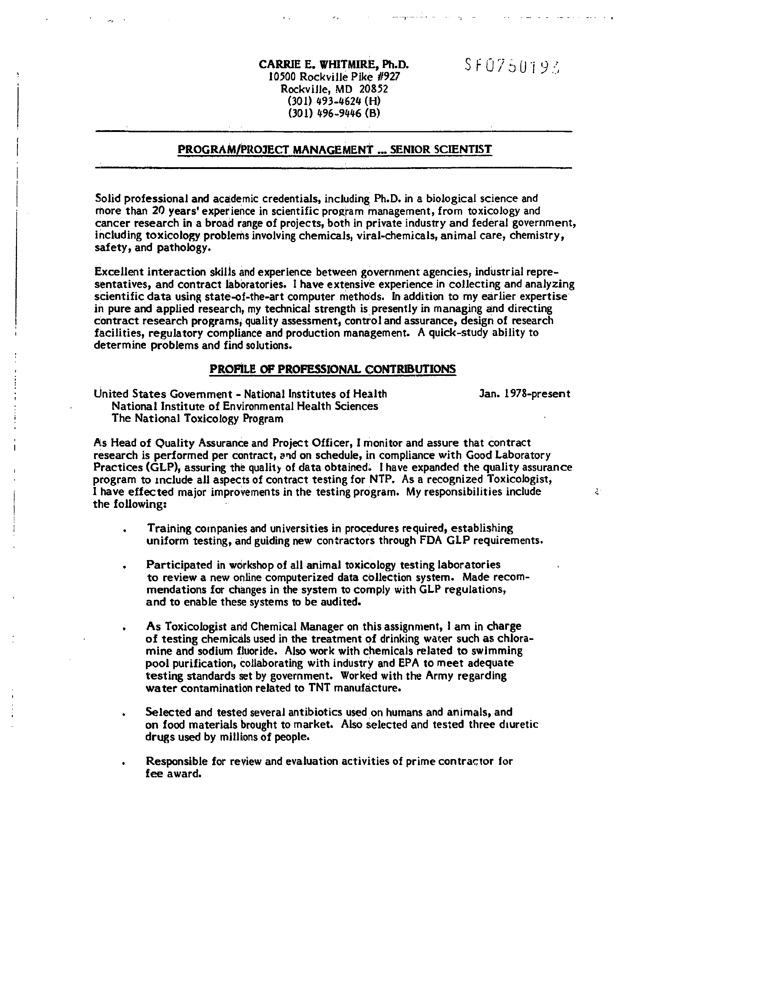 CARRIE E. WHITMIRE, Ph.D.
SF0750193
10500 Rockville Pike #927
Rockville, MD 20852
(301) 493-4624 (H)
(301) 496-9446 (B)
PROGRAM/PROJECT MANAGEMENT ... SENIOR SCIENTIST
Solid professional and academic credentials, including Ph.D. in a biological science and
more than 20 years' experience in scientific program management, from toxicology and
cancer research in a broad range of projects, both in private industry and federal government,
including toxicology problems involving chemicals, viral-chemicals, animal care, chemistry,
safety, and pathology.
Excellent interaction skills and experience between government agencies, industrial repre-
sentatives, and contract laboratories. I have extensive experience in collecting and analyzing
scientific data using state-of-the-art computer methods. In addition to my earlier expertise
in pure and applied research, my technical strength is presently in managing and directing
contract research programs, quality assessment, control and assurance, design of research
facilities, regulatory compliance and production management. A quick-study ability to
determine problems and find solutions.
PROFILE OF PROFESSIONAL CONTRIBUTIONS
United States Government - National Institutes of Health Jan. 1978-present
National Institute of Environmental Health Sciences
The National Toxicology Program
As Head of Quality Assurance and Project Officer, I monitor and assure that contract
research is performed per contract, and on schedule, in compliance with Good Laboratory
Practices (GLP), assuring the quality of data obtained. I have expanded the quality assurance
program to include all aspects of contract testing for NTP. As a recognized Toxicologist,
I have effected major improvements in the testing program. My responsibilities include
the following:
. Training companies and universities in procedures required, establishing
uniform testing, and guiding new contractors through FDA GLP requirements.
. Participated in workshop of all animal toxicology testing laboratories
to review a new online computerized data collection system. Made recom-
mendations for changes in the system to comply with GLP regulations,
and to enable these systems to be audited.
. As Toxicologist and Chemical Manager on this assignment, I am in charge
of testing chemicals used in the treatment of drinking water such as chlora-
mine and sodium fluoride. Also work with chemicals related to swimming
pool purification, collaborating with industry and EPA to meet adequate
testing standards set by government. Worked with the Army regarding
water contamination related to TNT manufacture.
. Selected and tested several antibiotics used on humans and animals, and
on food materials brought to market. Also selected and tested three diuretic
drugs used by millions of people.
. Responsible for review and evaluation activities of prime contractor for
fee award.